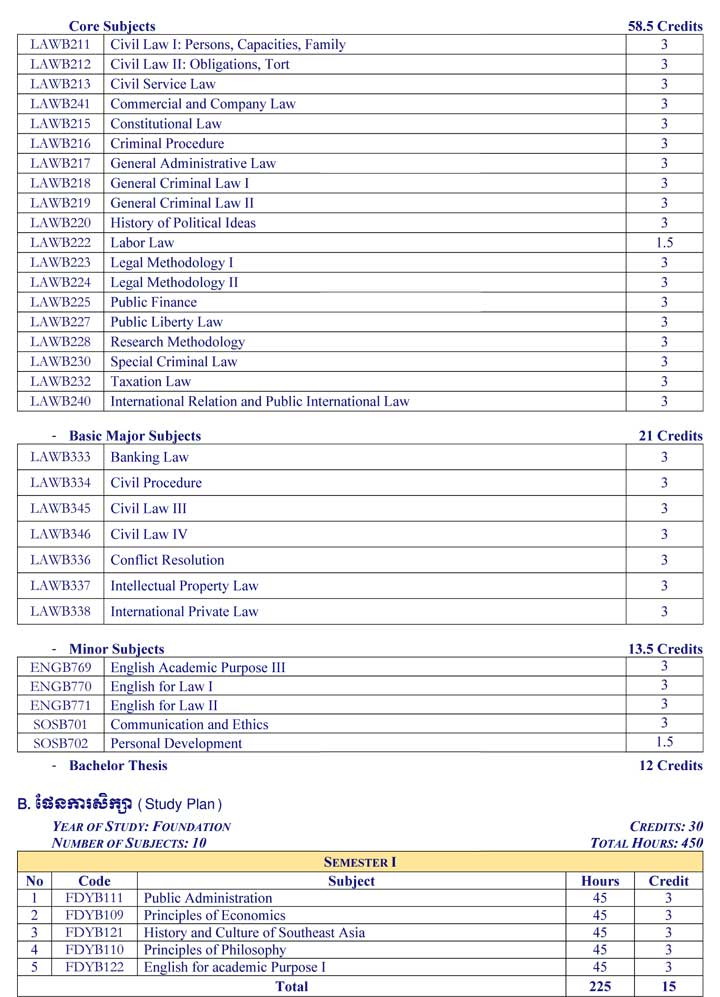 Core Subjects 58.5 Credits
LAWB211 Civil Law I: Persons, Capacities, Family 3
LAWB212 Civil Law II: Obligations, Tort 3
LAWB213 Civil Service Law 3
LAWB241 Commercial and Company Law 3
LAWB215 Constitutional Law 3
LAWB216 Criminal Procedure 3
LAWB217 General Administrative Law 3
LAWB218 General Criminal Law I 3
LAWB219 General Criminal Law II 3
LAWB220 History of Political Ideas 3
LAWB222 Labor Law 1.5
LAWB223 Legal Methodology I 3
LAWB224 Legal Methodology II 3
LAWB225 Public Finance 3
LAWB227 Public Liberty Law 3
LAWB228 Research Methodology 3
LAWB230 Special Criminal Law 3
LAWB232 Taxation Law 3
LAWB240 International Relation and Public International Law 3
- Basic Major Subjects 21 Credits
LAWB333 Banking Law 3
LAWB334 Civil Procedure 3
LAWB345 Civil Law III 3
LAWB346 Civil Law IV 3
LAWB336 Conflict Resolution 3
LAWB337 Intellectual Property Law 3
LAWB338 International Private Law 3
- Minor Subjects 13.5 Credits
ENGB769 English Academic Purpose III 3
ENGB770 English for Law I 3
ENGB771 English for Law II 3
SOSB701 Communication and Ethics 3
SOSB702 Personal Development 1.5
- Bachelor Thesis 12 Credits
B. ផែនការសិក្សា (Study Plan)
YEAR OF STUDY: FOUNDATION CREDITS: 30
NUMBER OF SUBJECTS: 10 TOTAL HOURS: 450
SEMESTER I
No Code Subject Hours Credit
1 FDYB111 Public Administration 45 3
2 FDYB109 Principles of Economics 45 3
3 FDYB121 History and Culture of Southeast Asia 45 3
4 FDYB110 Principles of Philosophy 45 3
5 FDYB122 English for academic Purpose I 45 3
Total 225 15